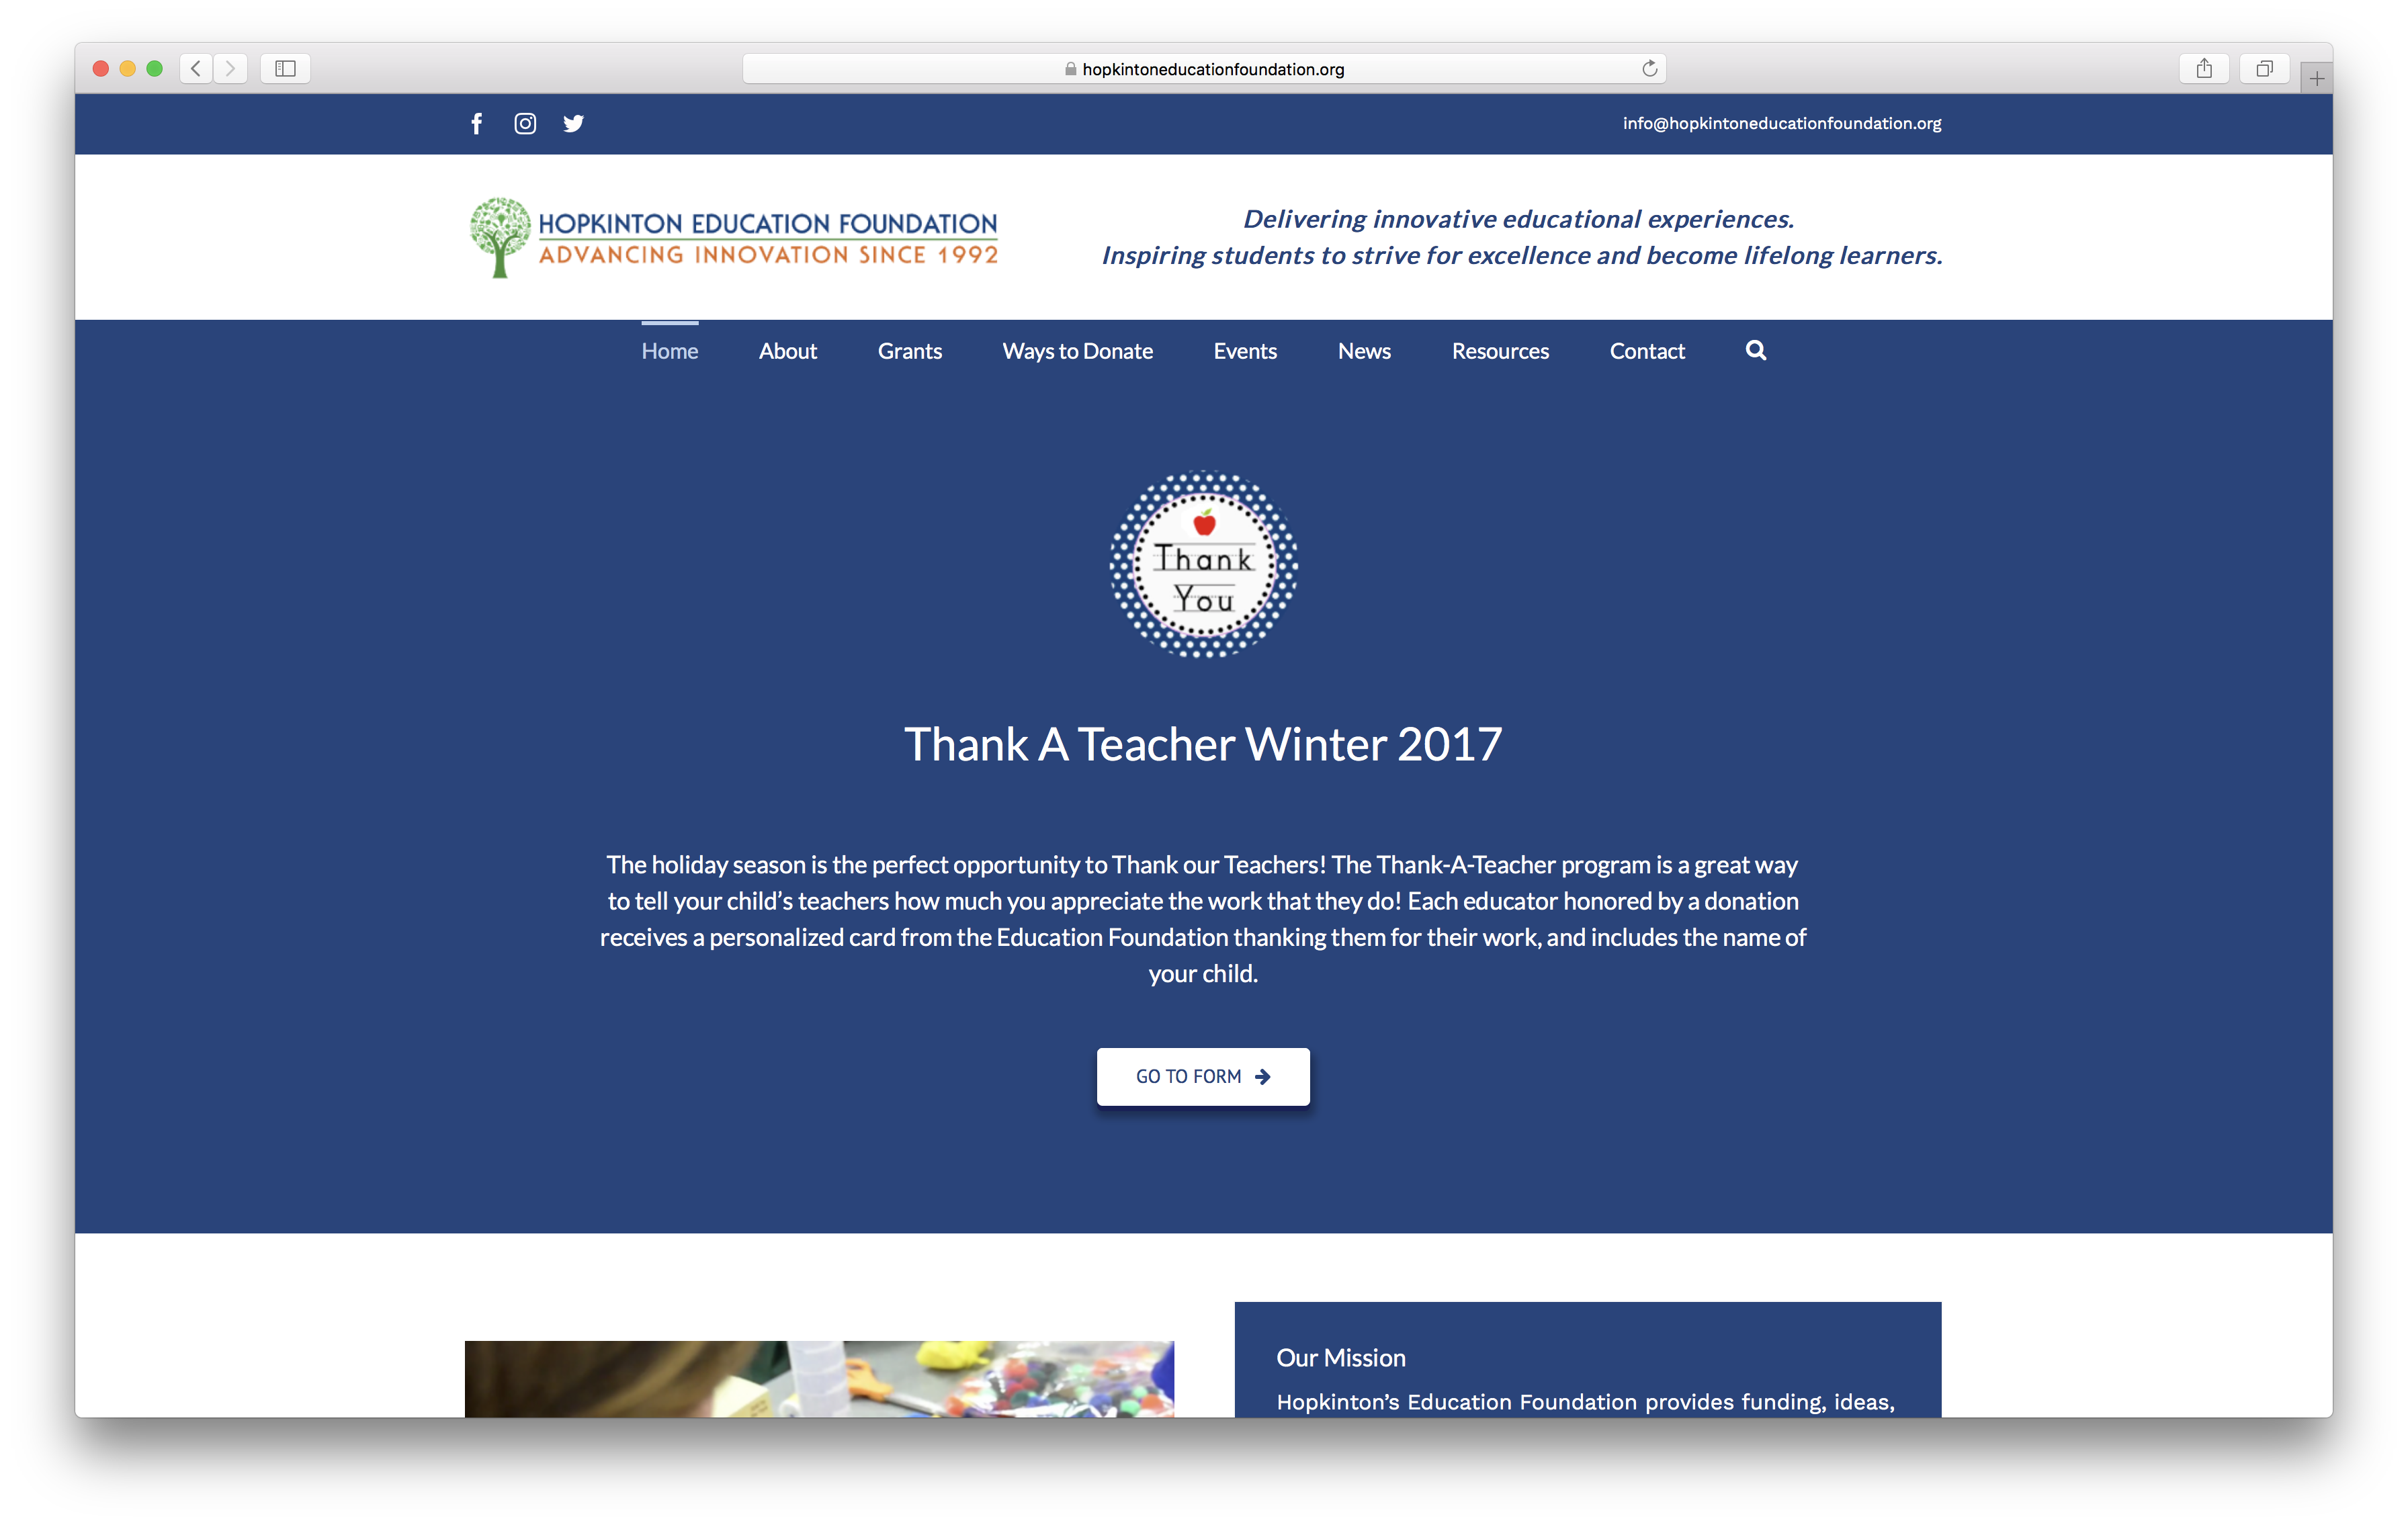 hopkintoneducationfoundation.org
info@hopkintoneducationfoundation.org
HOPKINTON EDUCATION FOUNDATION
ADVANCING INNOVATION SINCE 1992
Delivering innovative educational experiences.
Inspiring students to strive for excellence and become lifelong learners.
Home About Grants Ways to Donate Events News Resources Contact
Thank
You
Thank A Teacher Winter 2017
The holiday season is the perfect opportunity to Thank our Teachers! The Thank-A-Teacher program is a great way
to tell your child’s teachers how much you appreciate the work that they do! Each educator honored by a donation
receives a personalized card from the Education Foundation thanking them for their work, and includes the name of
your child.
GO TO FORM
Our Mission
Hopkinton’s Education Foundation provides funding, ideas,